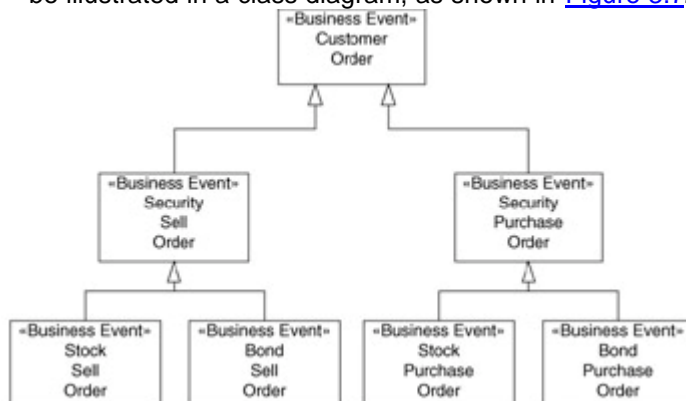 be illustrated in a class diagram, as shown in
«Business Event»
Customer
Order
«Business Event»
Security
Sell
Order
«Business Event»
Security
Purchase
Order
«Business Event»
Stock
Sell
Order
«Business Event»
Bond
Sell
Order
«Business Event»
Stock
Purchase
Order
«Business Event»
Bond
Purchase
Order